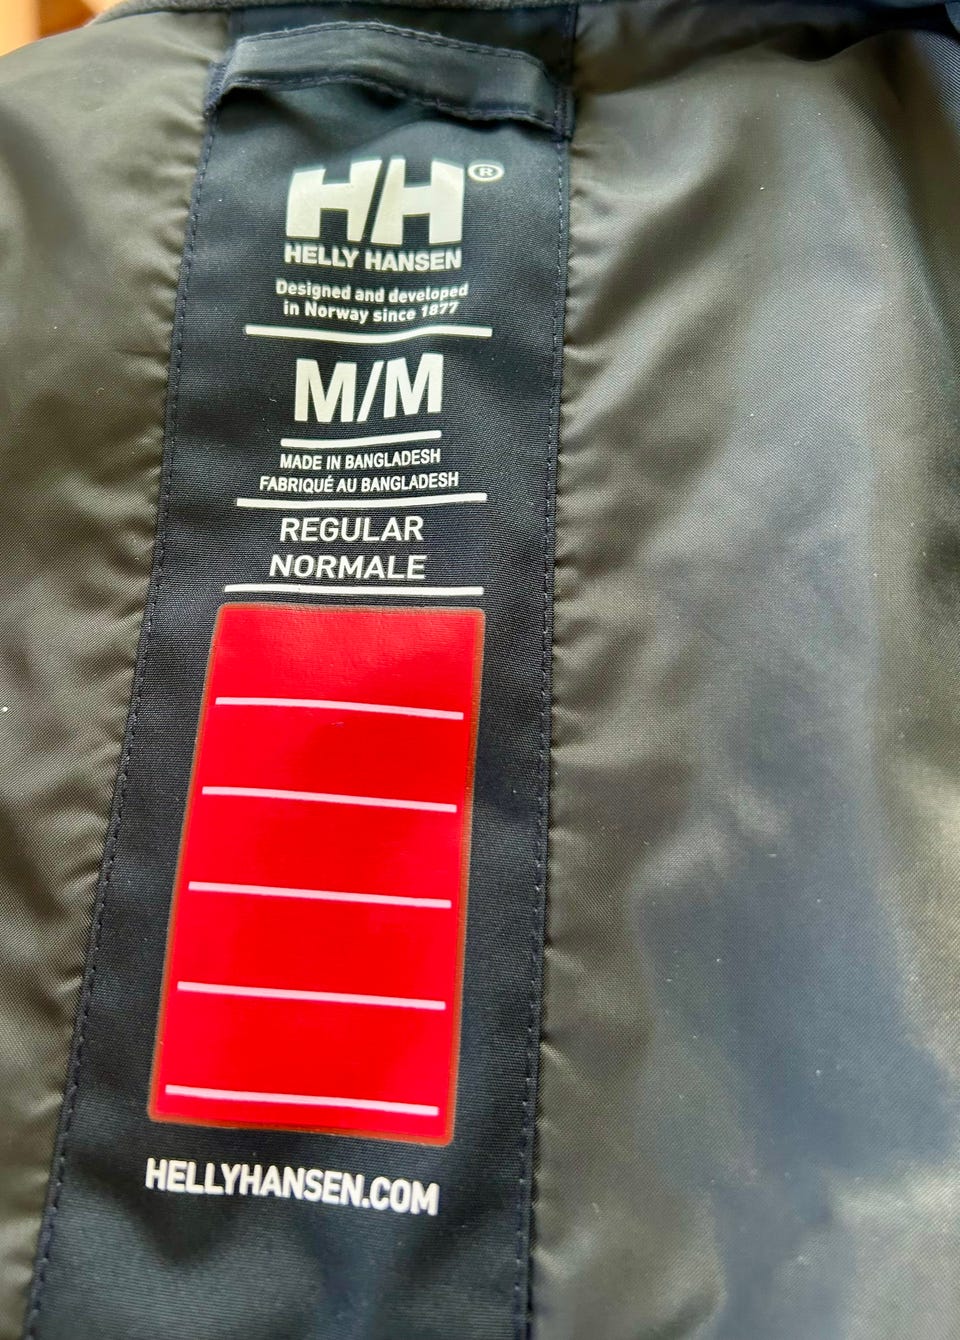 HH®
HELLY HANSEN
Designed and developed
in Norway since 1877
M/M
MADE IN BANGLADESH
FABRIQUÉ AU BANGLADESH
REGULAR
NORMALE
HELLYHANSEN.COM